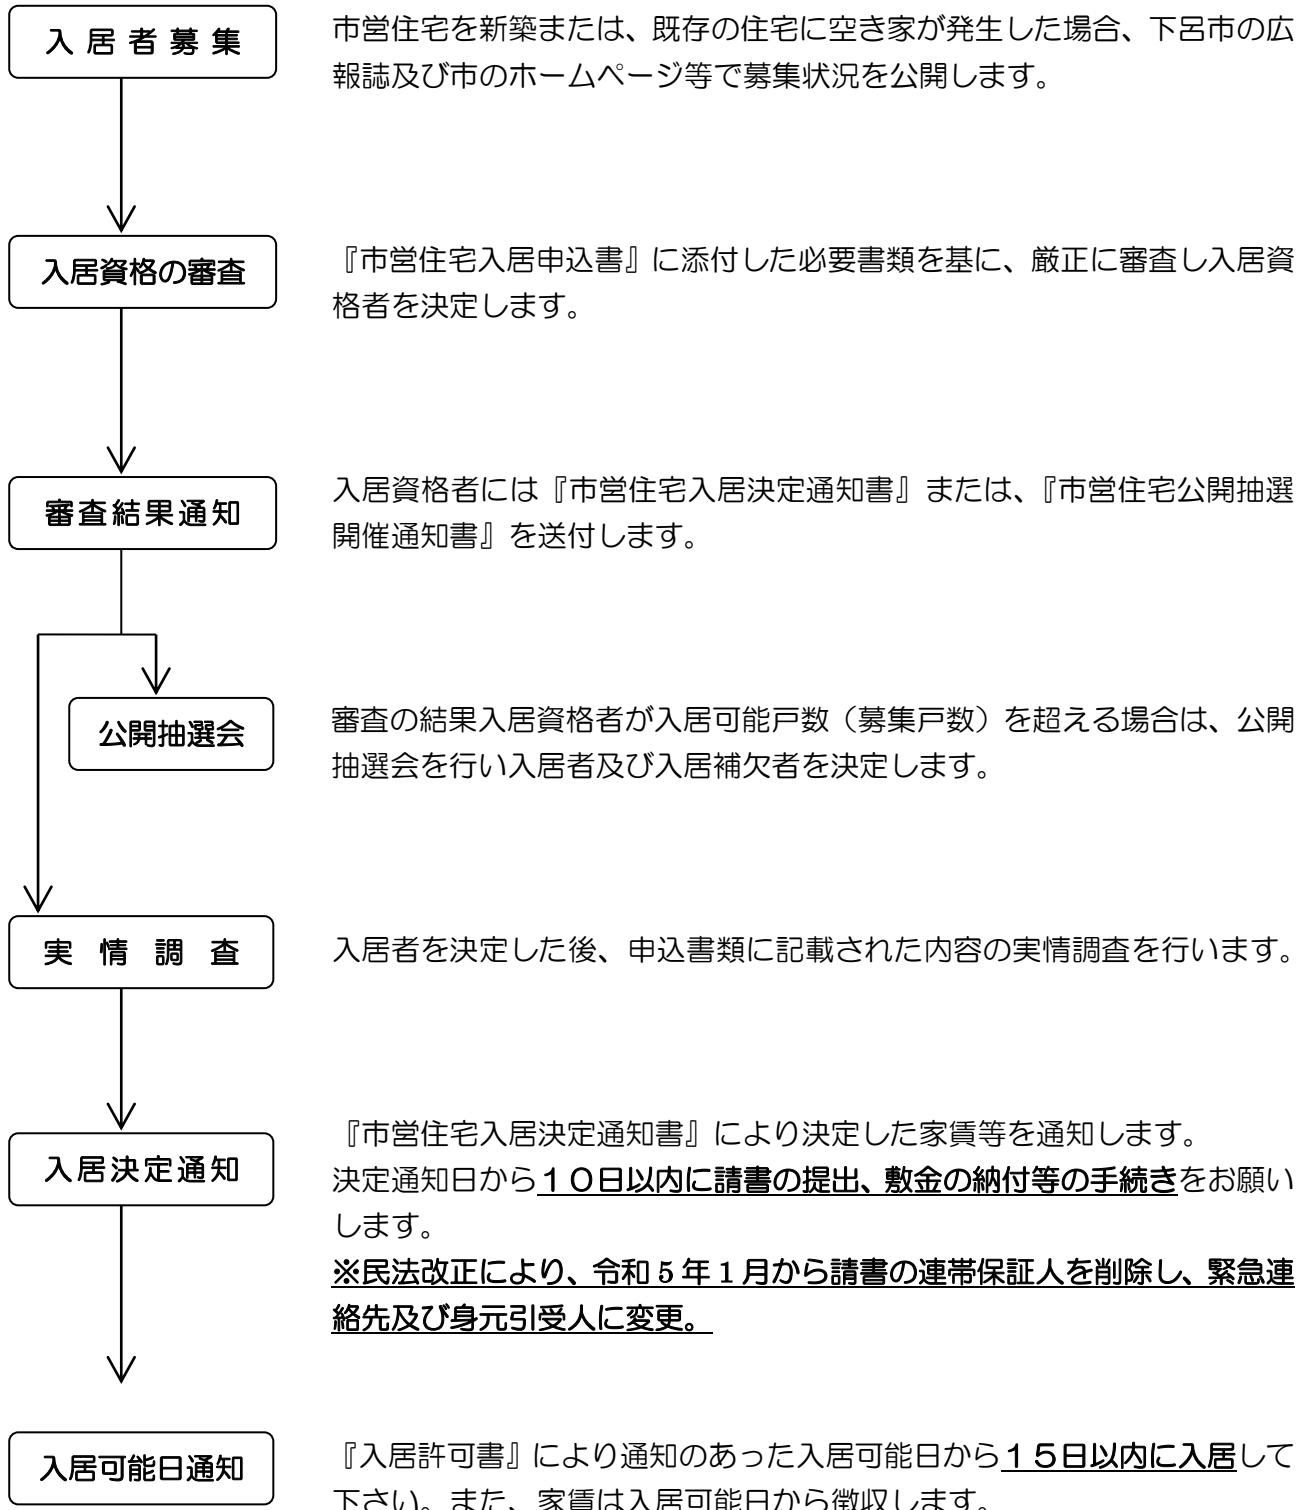 入居者募集
市営住宅を新築または、既存の住宅に空き家が発生した場合、下呂市の広
報誌及び市のホームページ等で募集状況を公開します。
入居資格の審査
『市営住宅入居申込書』に添付した必要書類を基に、厳正に審査し入居資
格者を決定します。
審査結果通知
入居資格者には『市営住宅入居決定通知書』または、『市営住宅公開抽選
開催通知書』を送付します。
公開抽選会
審査の結果入居資格者が入居可能戸数（募集戸数）を超える場合は、公開
抽選会を行い入居者及び入居補欠者を決定します。
実情調査
入居者を決定した後、申込書類に記載された内容の実情調査を行います。
入居決定通知
『市営住宅入居決定通知書』により決定した家賃等を通知します。
決定通知日から１０日以内に請書の提出、敷金の納付等の手続きをお願い
します。
※民法改正により、令和５年１月から請書の連帯保証人を削除し、緊急連
絡先及び身元引受人に変更。
入居可能日通知
『入居許可書』により通知のあった入居可能日から１５日以内に入居して
下さい。また、家賃は入居可能日から徴収します。